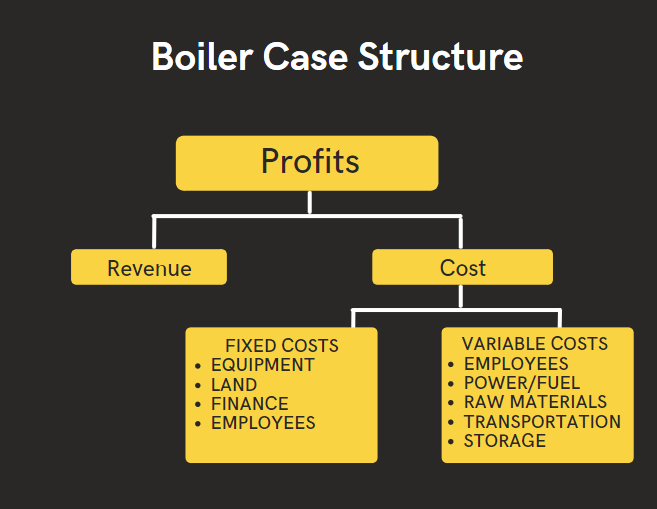 Boiler Case Structure
Profits
Revenue
Cost
FIXED COSTS
• EQUIPMENT
• LAND
• FINANCE
• EMPLOYEES
VARIABLE COSTS
• EMPLOYEES
• POWER/FUEL
• RAW MATERIALS
• TRANSPORTATION
• STORAGE